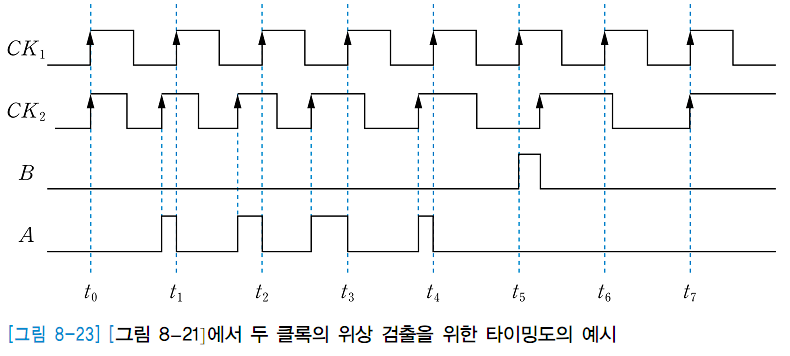 CK₁
CK₂
B
A
t₀ t₁ t₂ t₃ t₄ t₅ t₆ t₇
[그림 8-23] [그림 8-21]에서 두 클록의 위상 검출을 위한 타이밍도의 예시